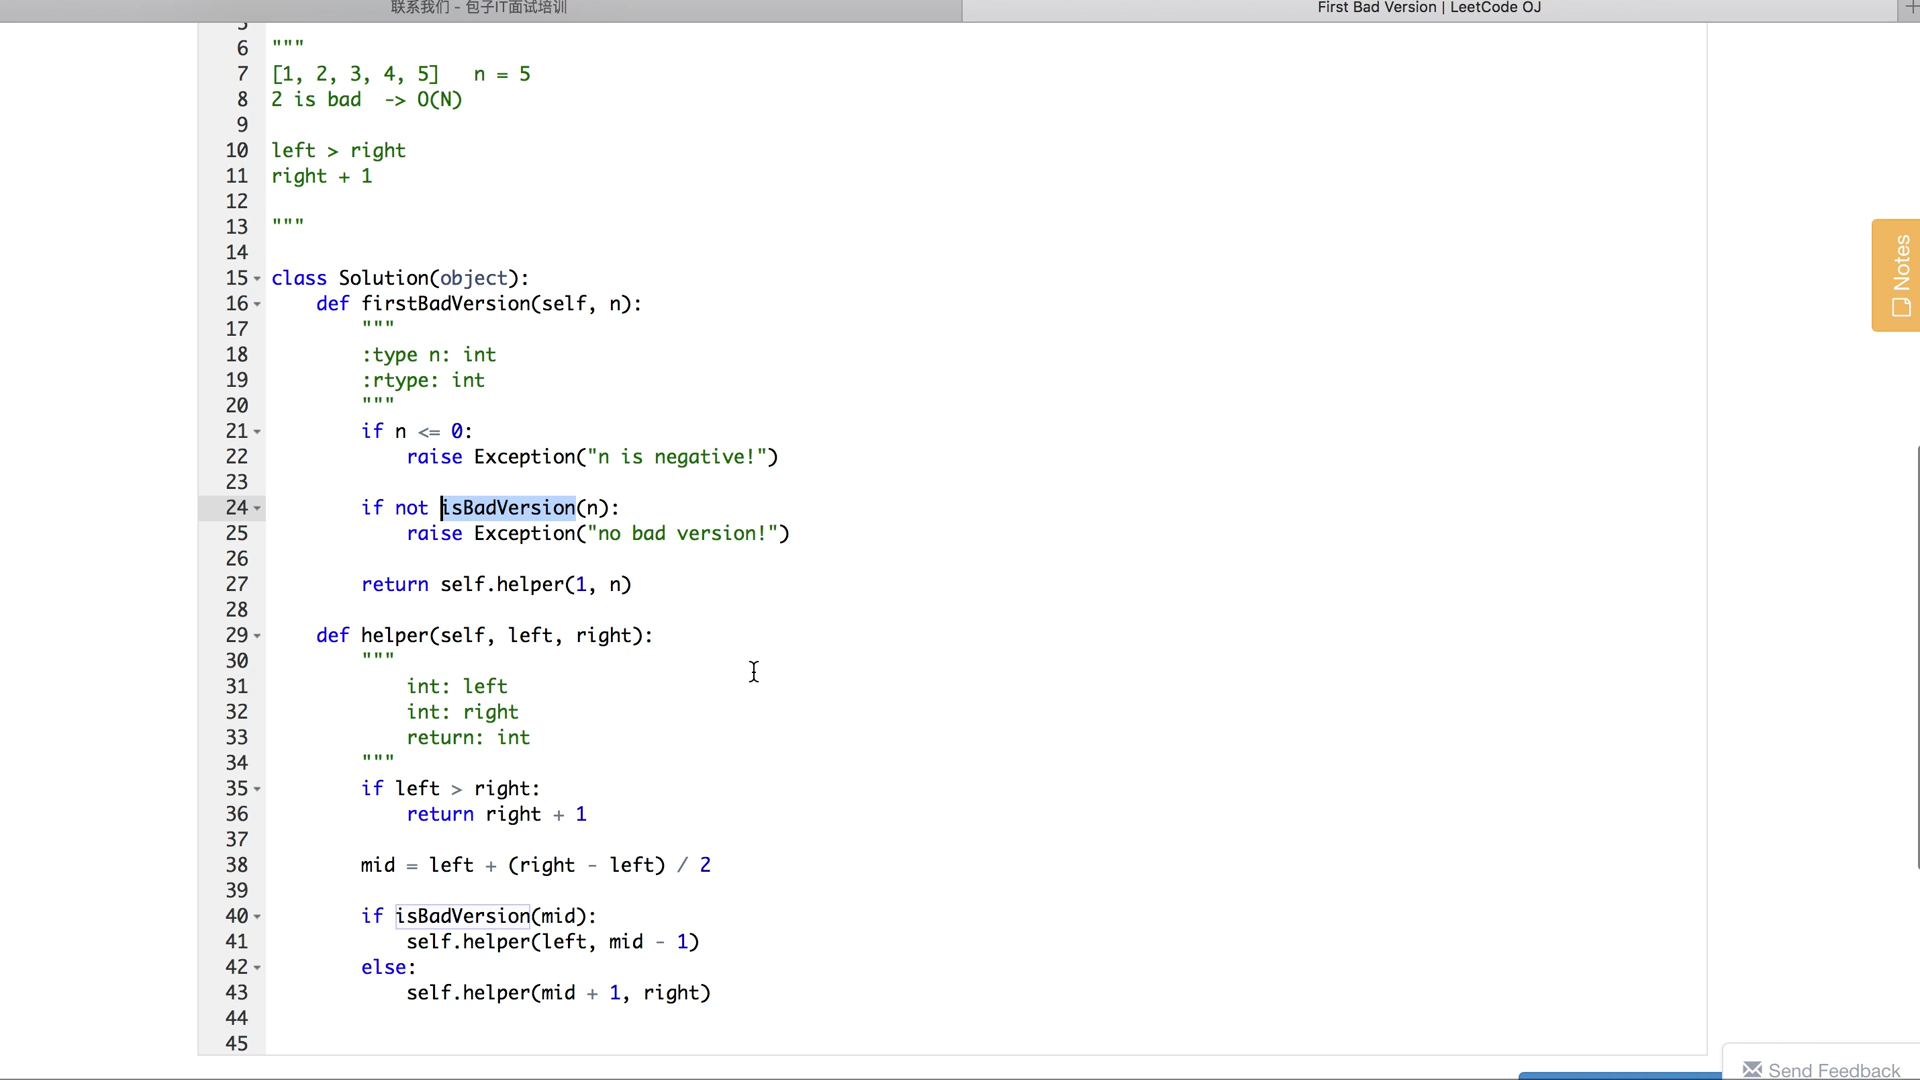 联系我们 - 包子IT面试培训
First Bad Version | LeetCode OJ
5
6 """
7 [1, 2, 3, 4, 5]   n = 5
8 2 is bad  -> O(N)
9
10 left > right
11 right + 1
12
13 """
14
15 class Solution(object):
16     def firstBadVersion(self, n):
17         """
18         :type n: int
19         :rtype: int
20         """
21         if n <= 0:
22             raise Exception("n is negative!")
23
24         if not isBadVersion(n):
25             raise Exception("no bad version!")
26
27         return self.helper(1, n)
28
29     def helper(self, left, right):
30         """
31             int: left
32             int: right
33             return: int
34         """
35         if left > right:
36             return right + 1
37
38         mid = left + (right - left) / 2
39
40         if isBadVersion(mid):
41             self.helper(left, mid - 1)
42         else:
43             self.helper(mid + 1, right)
44
45
Notes
Send Feedback